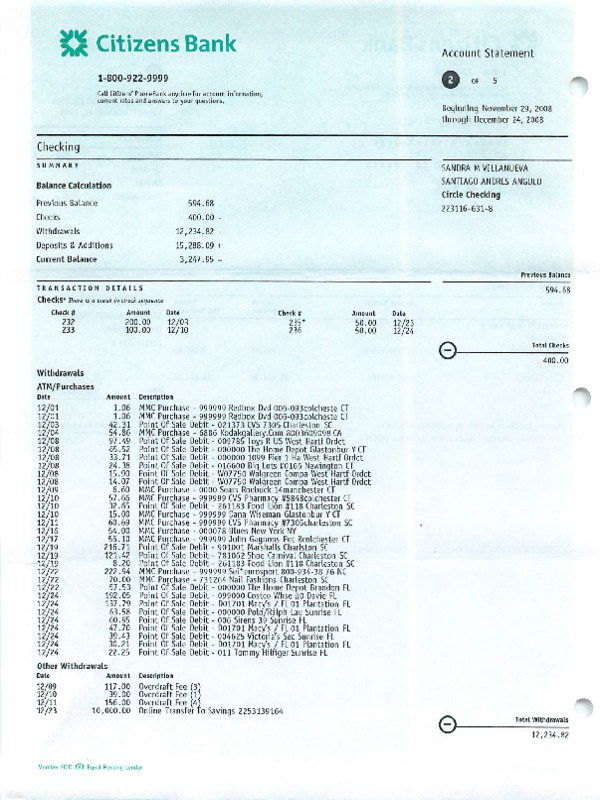 Citizens Bank
1-800-922-9999
Call Citizens' PhoneBank anytime for account information,
current rates and answers to your questions.
Account Statement
2 OF 5
Beginning November 29, 2008
through December 24, 2008
Checking
SUMMARY
Balance Calculation
Previous Balance 594.68
Checks 400.00 -
Withdrawals 12,234.82 -
Deposits & Additions 15,288.09 +
Current Balance 3,247.95 =
SANDRA M VILLANUEVA
SANTIAGO ANDRES ANGULO
Circle Checking
223116-631-8
Previous Balance
594.68
TRANSACTION DETAILS
Checks* There is a break in check sequence
Check # Amount Date Check # Amount Date
232 200.00 12/03 235* 50.00 12/23
233 100.00 12/10 236 50.00 12/24
Total Checks
400.00
Withdrawals
ATM/Purchases
Date Amount Description
12/01 1.06 MMC Purchase - 999999 Redbox Dvd 006-093colcheste CT
12/01 1.06 MMC Purchase - 999999 Redbox Dvd 006-093colcheste CT
12/03 42.31 Point Of Sale Debit - 021373 CVS 7305 Charleston SC
12/04 54.86 MMC Purchase - 6886 Kodakgallery.Com CA
12/08 97.49 Point Of Sale Debit - 009785 Toys R US West Hartf Ordct
12/08 65.52 Point Of Sale Debit - 000000 The Home Depot Glastonbur Y CT
12/08 33.71 Point Of Sale Debit - 000000 1099 Pier 1 Ha West Hartf Ordct
12/08 24.38 Point Of Sale Debit - 016600 Big Lots 00165 Newington CT
12/08 15.90 Point Of Sale Debit - W07750 Walgreen Compa West Hartf Ordct
12/08 14.07 Point Of Sale Debit - W07750 Walgreen Compa West Hartf Ordct
12/09 6.60 MMC Purchase - 0000 Sears Roebuck 14manchester CT
12/10 57.66 MMC Purchase - 999999 CVS Pharmacy #5848colchester CT
12/10 32.65 Point Of Sale Debit - 261183 Food Lion #118 Charleston SC
12/10 15.00 MMC Purchase - 999999 Dana Wiseman Glastonbur Y CT
12/11 60.69 MMC Purchase - 999999 CVS Pharmacy #7305charleston SC
54.00 MMC Purchase - 000078 Blues New York NY
12/17 55.10 MMC Purchase - 999999 John Gagnons Pet CT
12/19 216.71 Point Of Sale Debit - 901001 Marshalls Charleston SC
12/19 121.42 Point Of Sale Debit - 781062 Shoe Carnival Charleston SC
12/19 8.20 Point Of Sale Debit - 261183 Food Lion #118 Charleston SC
12/22 222.94 MMC Purchase - 999999 Sei*eurosport 800-934-38 76 NC
12/22 70.00 MMC Purchase - 731264 Nail Fashions Charleston SC
12/22 57.53 Point Of Sale Debit - 000000 The Home Depot Brandon FL
12/24 192.05 Point Of Sale Debit - 099000 Costco Whse 00 Davie FL
12/24 137.79 Point Of Sale Debit - 001701 Macy's / FL 01 Plantation FL
12/24 63.58 Point Of Sale Debit - 000000 Polo/Ralph Lau Sunrise FL
12/24 60.95 Point Of Sale Debit - 006 Sirens 39 Sunrise FL
12/24 47.70 Point Of Sale Debit - 001701 Macy's / FL 01 Plantation FL
12/24 39.43 Point Of Sale Debit - 004625 Victoria's Sec Sunrise FL
12/24 38.21 Point Of Sale Debit - 001701 Macy's / FL 01 Plantation FL
12/24 22.25 Point Of Sale Debit - 011 Tommy Hilfiger Sunrise FL
Other Withdrawals
Date Amount Description
12/09 117.00 Overdraft Fee (3)
12/10 39.00 Overdraft Fee (1)
12/11 156.00 Overdraft Fee (4)
12/23 10,000.00 Online Transfer To Savings 2253139164
Total Withdrawals
12,234.82
Member FDIC Equal Housing Lender